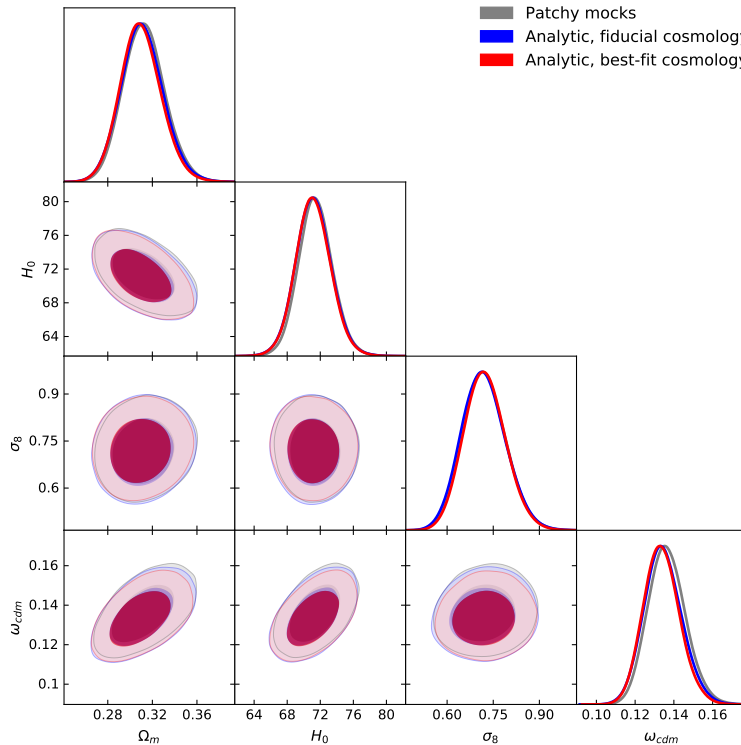 Patchy mocks
Analytic, fiducial cosmology
Analytic, best-fit cosmology
80
76
72
68
64
H₀
0.9
0.75
0.6
σ₈
0.16
0.14
0.12
0.1
ω_cdm
0.28 0.32 0.36
64 68 72 76 80
0.60 0.75 0.90
0.10 0.12 0.14 0.16
Ω_m
H₀
σ₈
ω_cdm